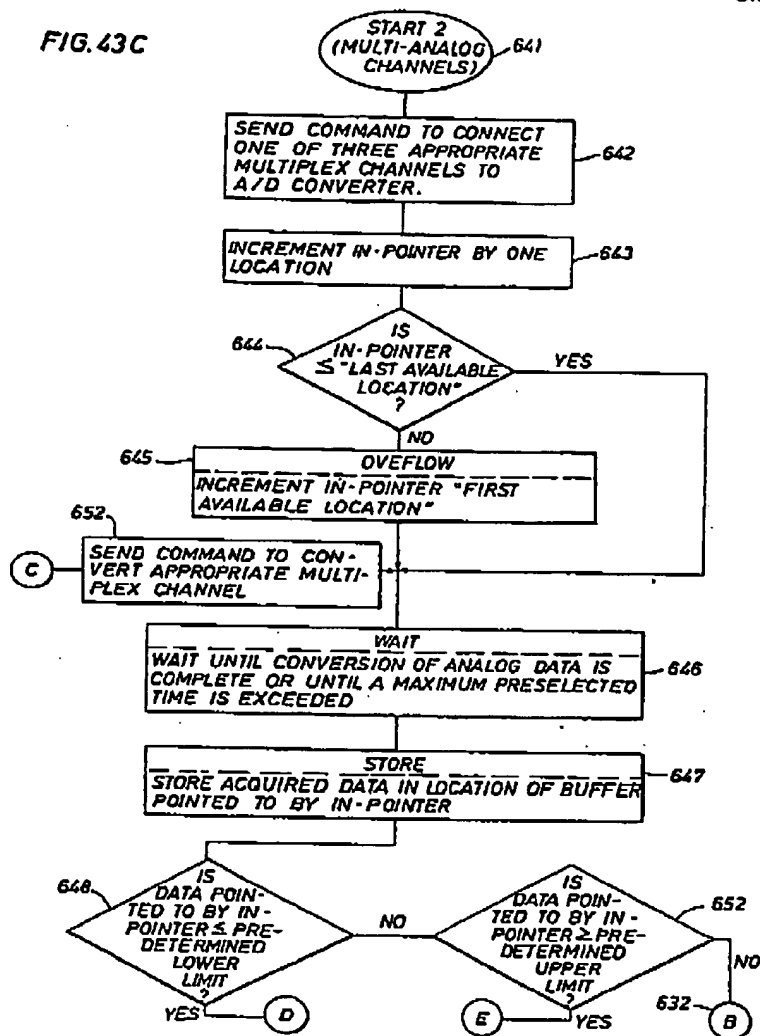 FIG. 43C
START 2
(MULTI-ANALOG
CHANNELS)
641
SEND COMMAND TO CONNECT
ONE OF THREE APPROPRIATE
MULTIPLEX CHANNELS TO
A/D CONVERTER.
642
INCREMENT IN-POINTER BY ONE
LOCATION
643
IS
IN-POINTER
≤ "LAST AVAILABLE
LOCATION"
?
644
YES
NO
645
OVEFLOW
INCREMENT IN-POINTER "FIRST
AVAILABLE LOCATION"
652
C
SEND COMMAND TO CON-
VERT APPROPRIATE MULTI-
PLEX CHANNEL
WAIT
WAIT UNTIL CONVERSION OF ANALOG DATA IS
COMPLETE OR UNTIL A MAXIMUM PRESELECTED
TIME IS EXCEEDED
646
STORE
STORE ACQUIRED DATA IN LOCATION OF BUFFER
POINTED TO BY IN-POINTER
647
648
IS
DATA POIN-
TED TO BY IN-
POINTER ≤ PRE-
DETERMINED
LOWER
LIMIT
?
YES
D
NO
IS
DATA POIN-
TED TO BY IN-
POINTER ≥ PRE-
DETERMINED
UPPER
LIMIT
?
652
NO
E
YES
632
B